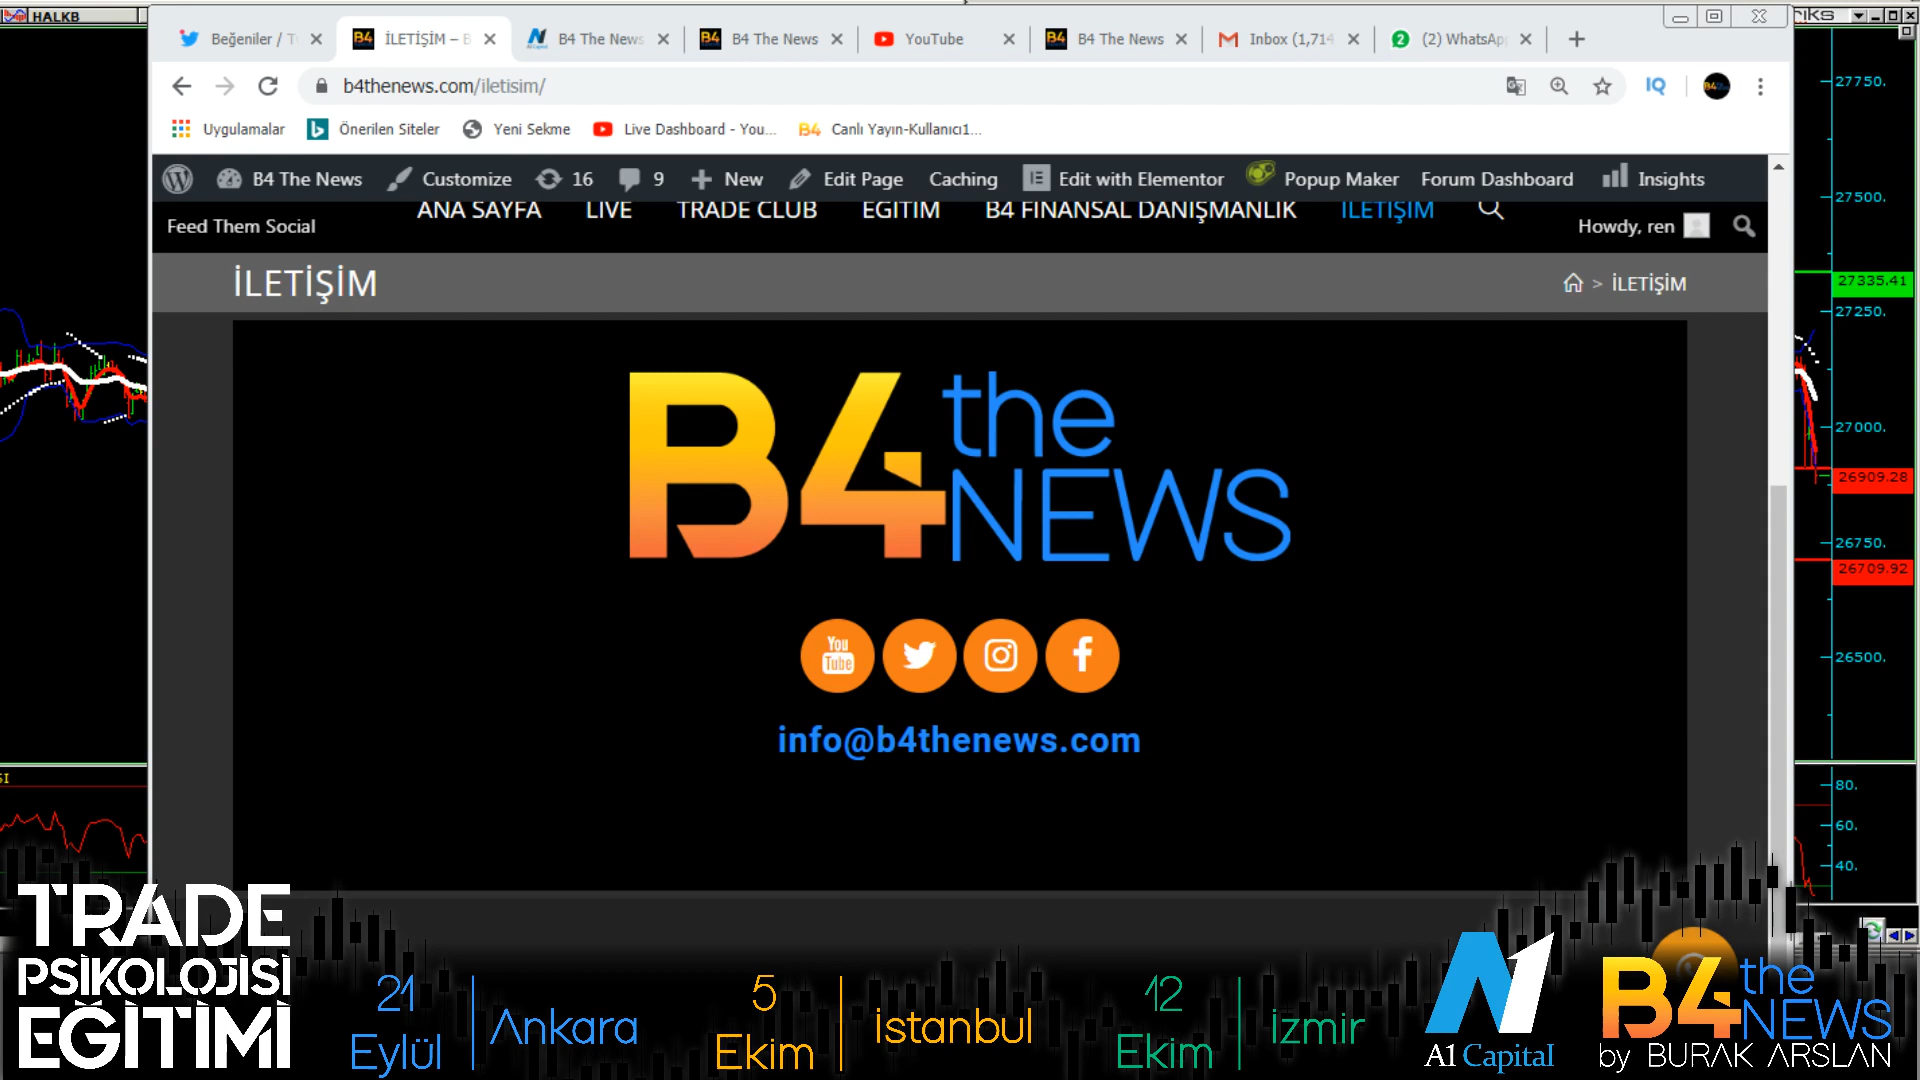 HALKB
Beğeniler / T
İLETİŞİM – B
B4 The News
B4 The News
YouTube
B4 The News
Inbox (1,714
(2) WhatsApp
b4thenews.com/iletisim/
Uygulamalar
Önerilen Siteler
Yeni Sekme
Live Dashboard - You...
Canlı Yayın-Kullanıcı1...
B4 The News
Customize
16
9
New
Edit Page
Caching
Edit with Elementor
Popup Maker
Forum Dashboard
Insights
Feed Them Social
ANA SAYFA
LIVE
TRADE CLUB
EĞİTİM
B4 FİNANSAL DANIŞMANLIK
İLETİŞİM
Howdy, ren
İLETİŞİM
> İLETİŞİM
B4 the NEWS
You Tube
info@b4thenews.com
27750.
27500.
27335.41
27250.
27000.
26909.28
26750.
26709.92
26500.
80.
60.
40.
TRADE
PSİKOLOJİSİ
EĞİTİMİ
21 Eylül
Ankara
5 Ekim
İstanbul
12 Ekim
İzmir
A1 Capital
B4 the NEWS
by BURAK ARSLAN